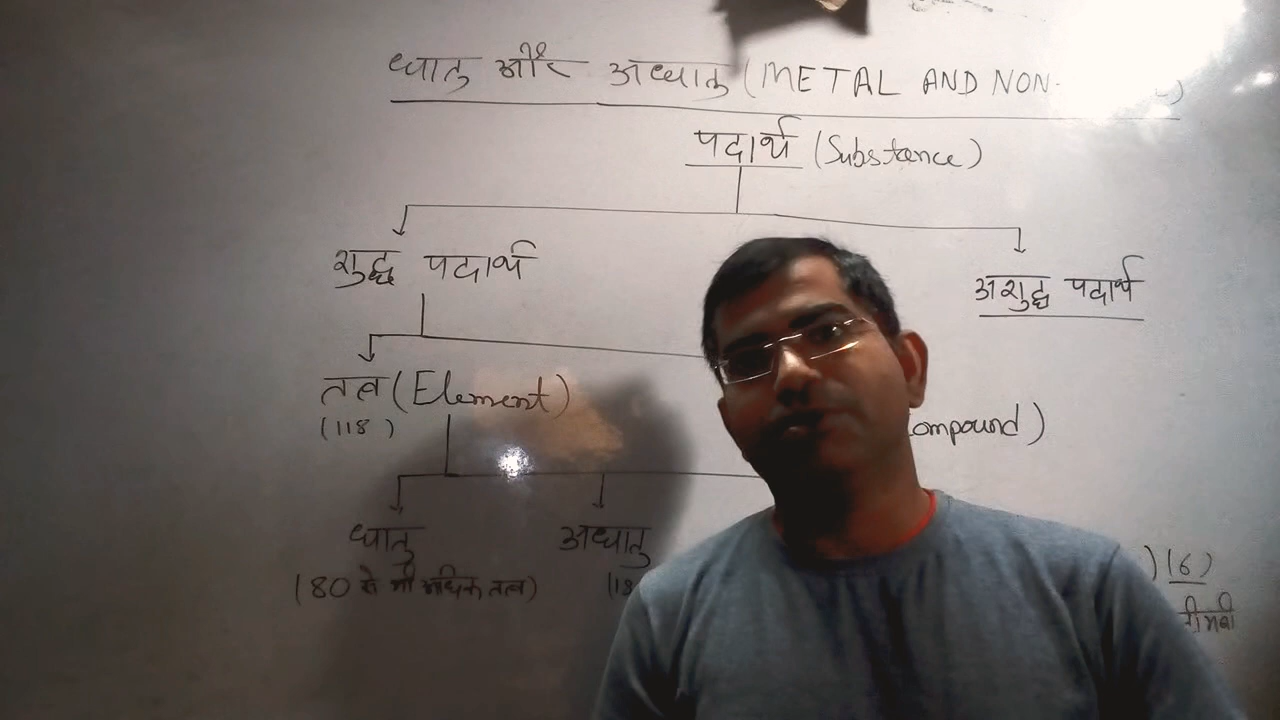 धातु और अधातु (METAL AND NON-
पदार्थ (Substance)
शुद्ध पदार्थ
अशुद्ध पदार्थ
तत्व (Element)
(118)
ompound)
धातु
अधातु
(80 से भी अधिक तत्व)
(18
) (6)